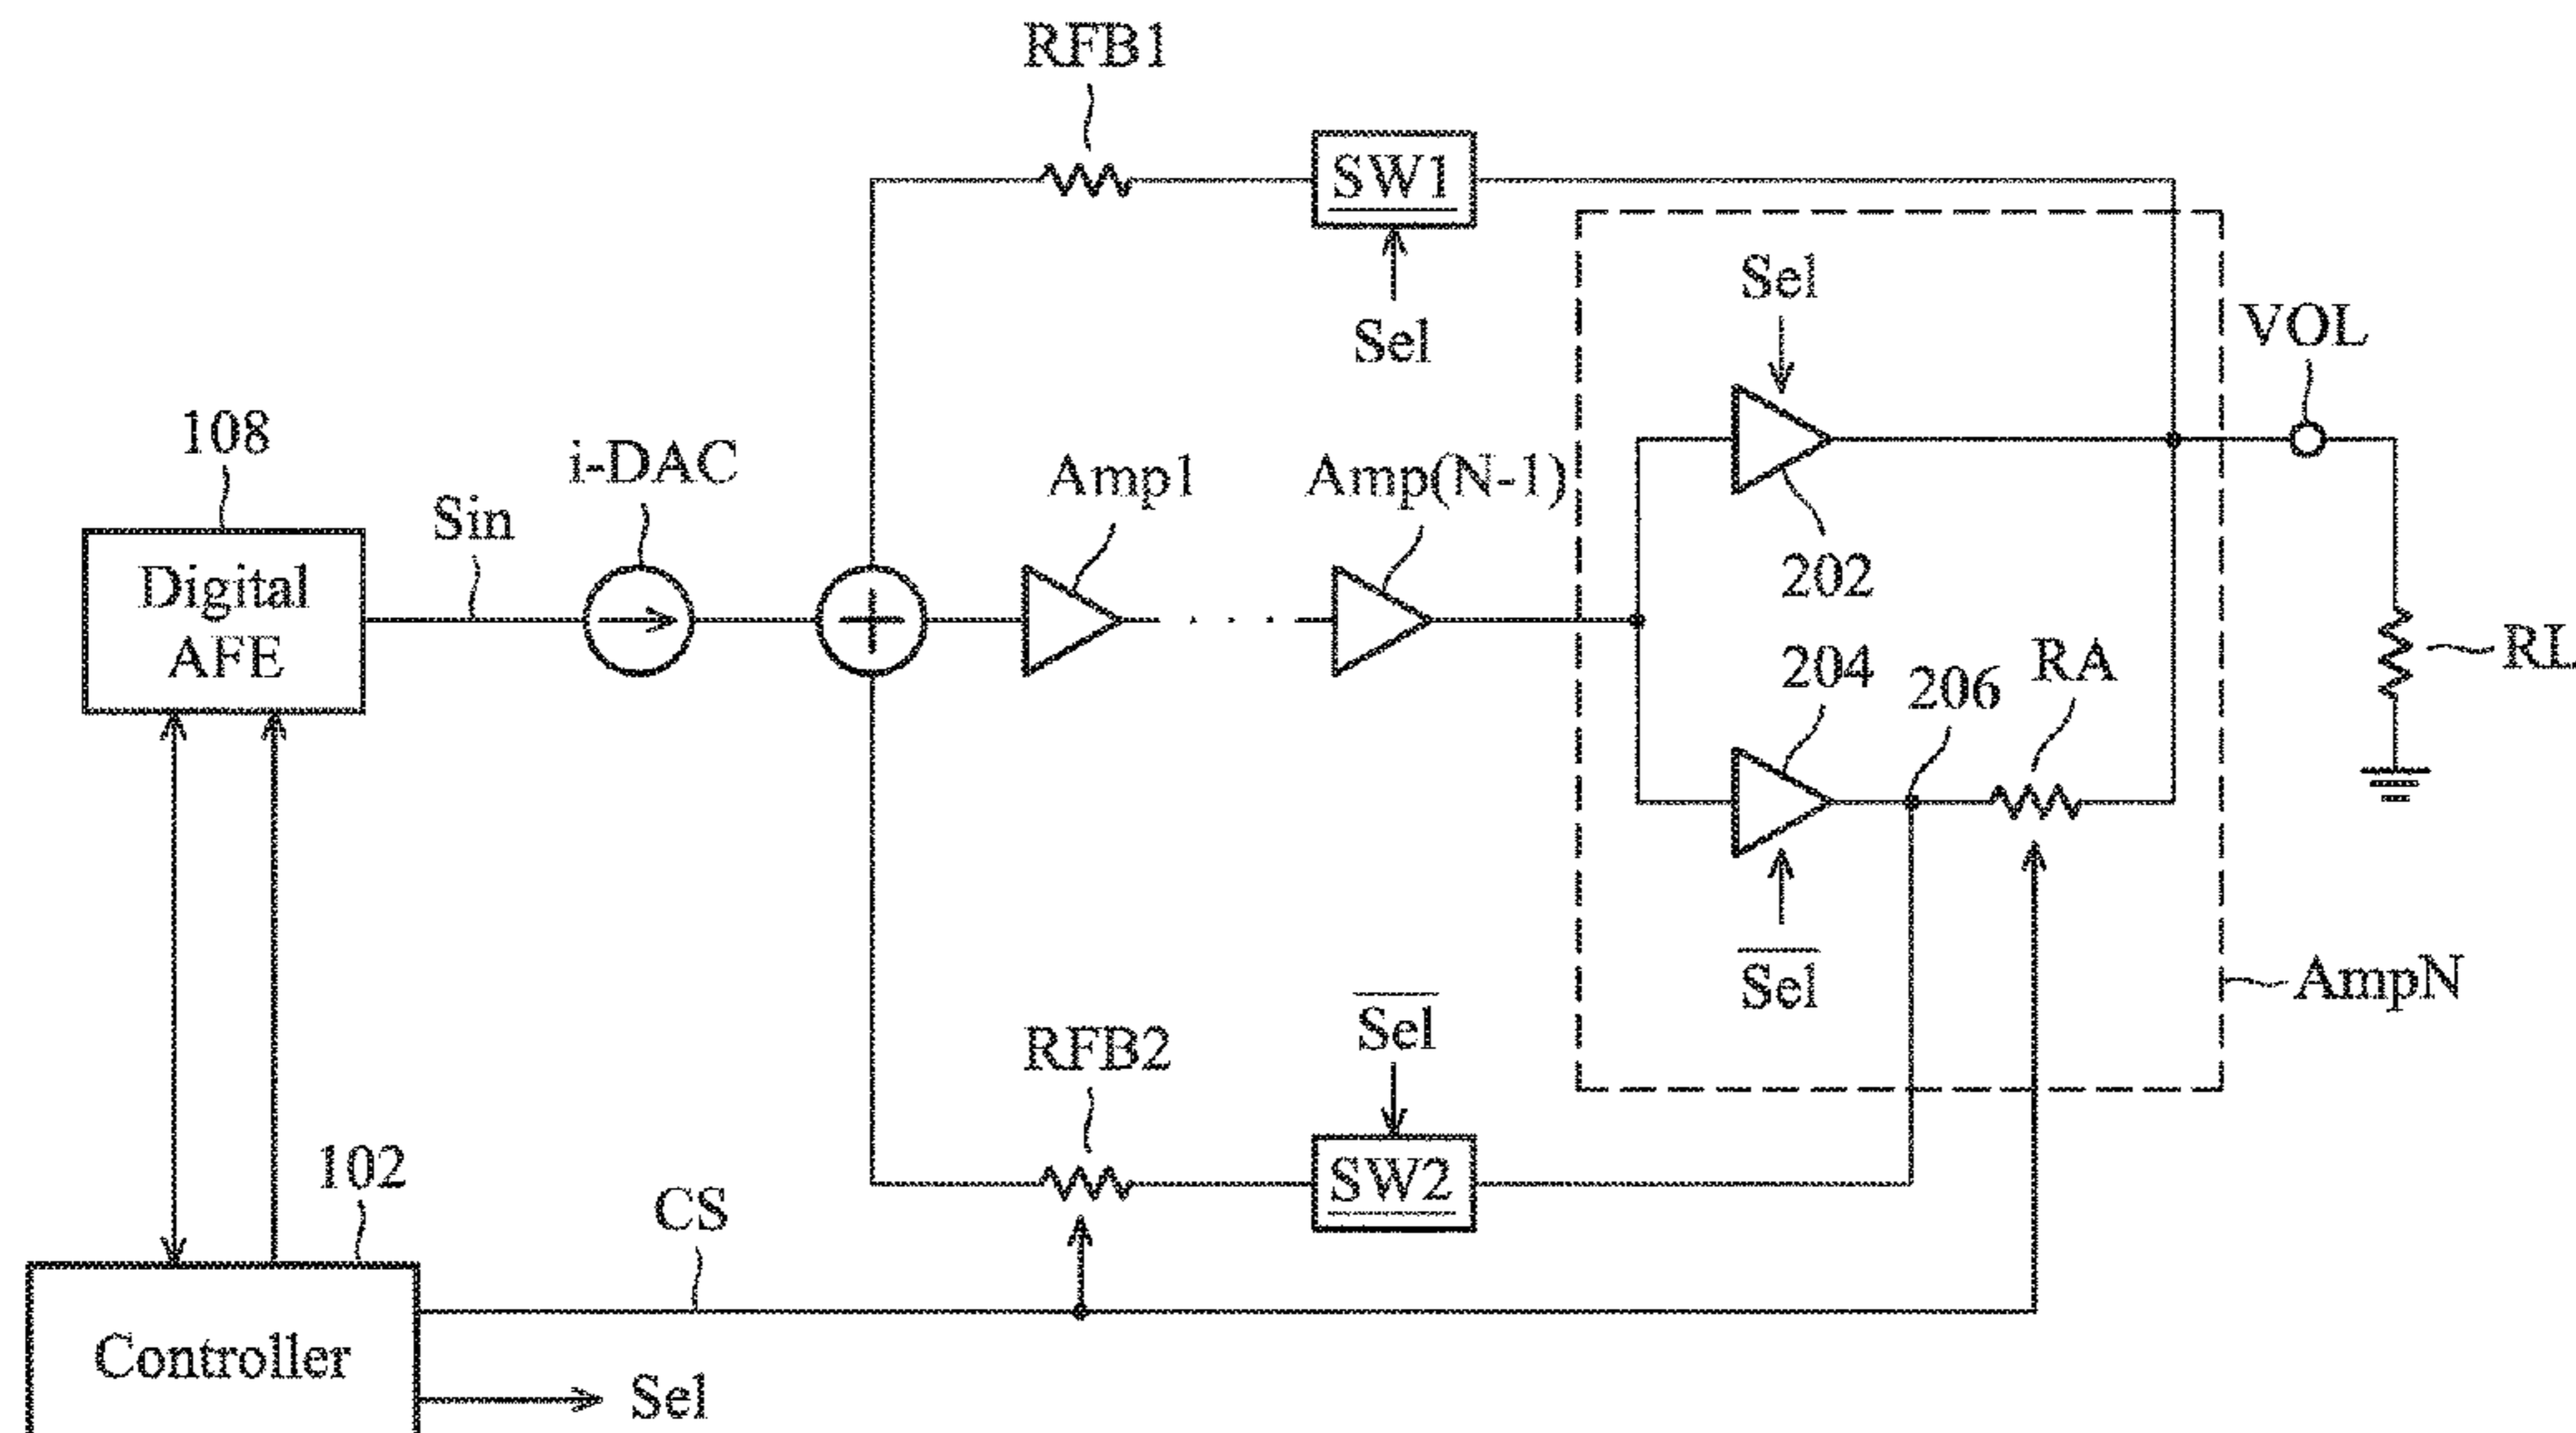 RFB1
SW1
Sel
Sel
VOL
108
i-DAC
Amp1
Amp(N-1)
Sin
Digital
AFE
202
204
206
RA
RL
Sel
AmpN
RFB2
Sel
SW2
102
CS
Controller
Sel